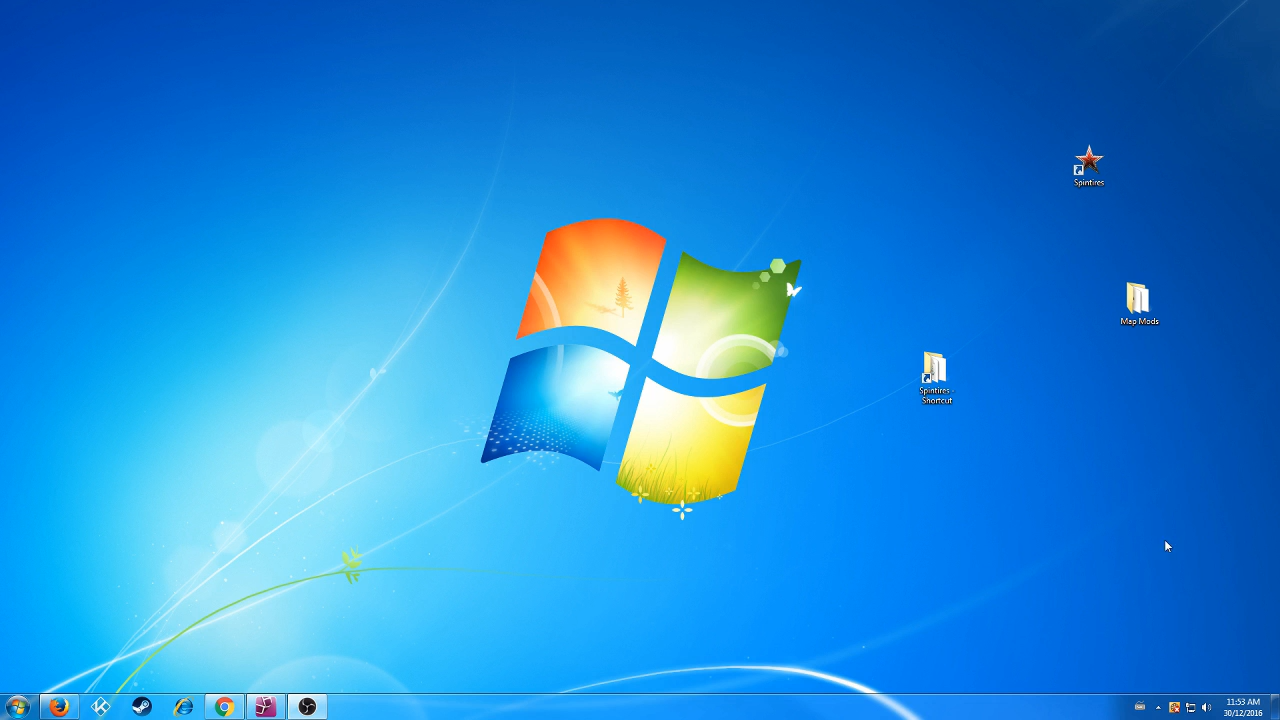 Spintires
Map Mods
Spintires -
Shortcut
11:53 AM
30/12/2016